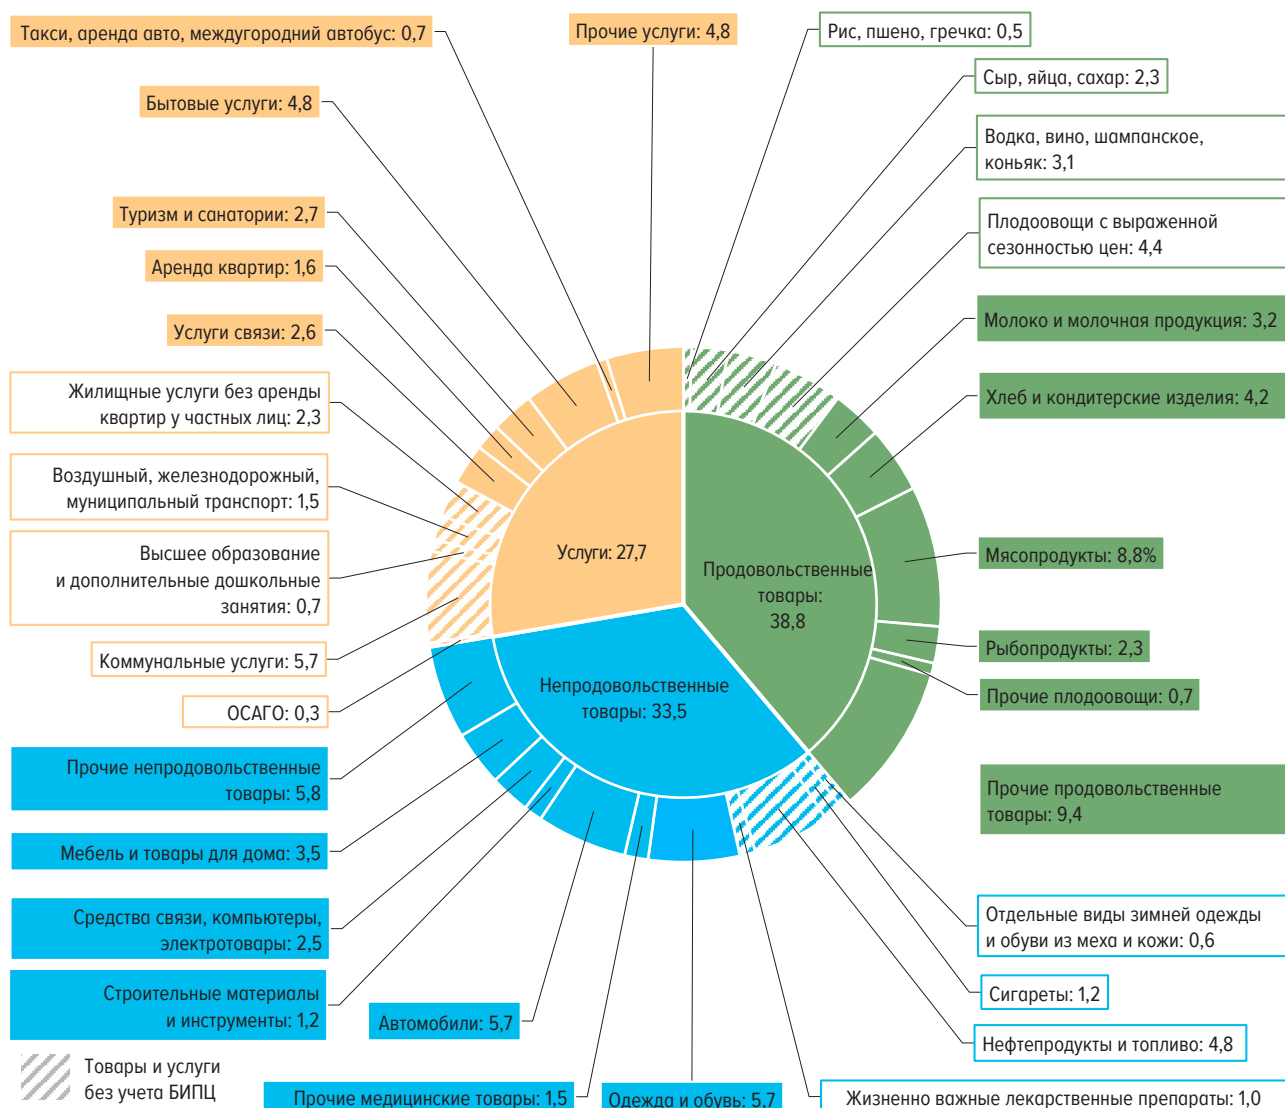 Такси, аренда авто, междугородний автобус: 0,7
Прочие услуги: 4,8
Рис, пшено, гречка: 0,5
Сыр, яйца, сахар: 2,3
Бытовые услуги: 4,8
Водка, вино, шампанское,
коньяк: 3,1
Туризм и санатории: 2,7
Плодоовощи с выраженной
сезонностью цен: 4,4
Аренда квартир: 1,6
Услуги связи: 2,6
Молоко и молочная продукция: 3,2
Жилищные услуги без аренды
квартир у частных лиц: 2,3
Хлеб и кондитерские изделия: 4,2
Воздушный, железнодорожный,
муниципальный транспорт: 1,5
Высшее образование
и дополнительные дошкольные
занятия: 0,7
Услуги: 27,7
Продовольственные
товары:
38,8
Мясопродукты: 8,8%
Рыбопродукты: 2,3
Коммунальные услуги: 5,7
Прочие плодоовощи: 0,7
ОСАГО: 0,3
Непродовольственные
товары: 33,5
Прочие непродовольственные
товары: 5,8
Прочие продовольственные
товары: 9,4
Мебель и товары для дома: 3,5
Средства связи, компьютеры,
электротовары: 2,5
Отдельные виды зимней одежды
и обуви из меха и кожи: 0,6
Строительные материалы
и инструменты: 1,2
Сигареты: 1,2
Автомобили: 5,7
Нефтепродукты и топливо: 4,8
Товары и услуги
без учета БИПЦ
Прочие медицинские товары: 1,5
Одежда и обувь: 5,7
Жизненно важные лекарственные препараты: 1,0